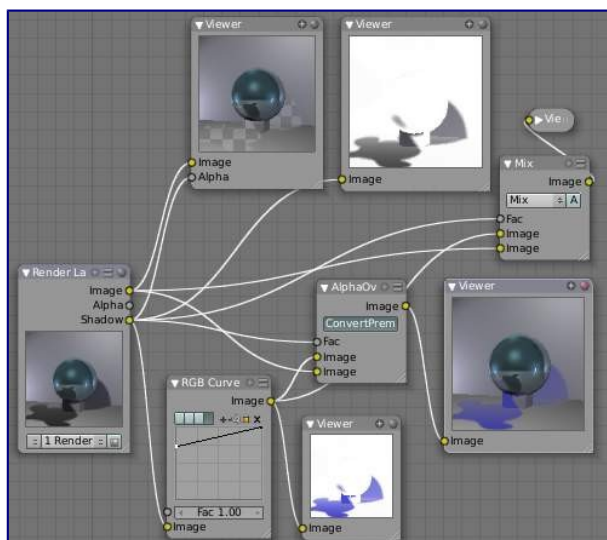 Viewer
Image
Alpha
Viewer
Image
Vie
Mix
Image
Mix
A
Fac
Image
Image
Render La
Image
Alpha
Shadow
1 Render
AlphaOv
Image
ConvertPrem
Fac
Image
Image
Viewer
Image
RGB Curve
Image
Fac 1.00
Image
Viewer
Image